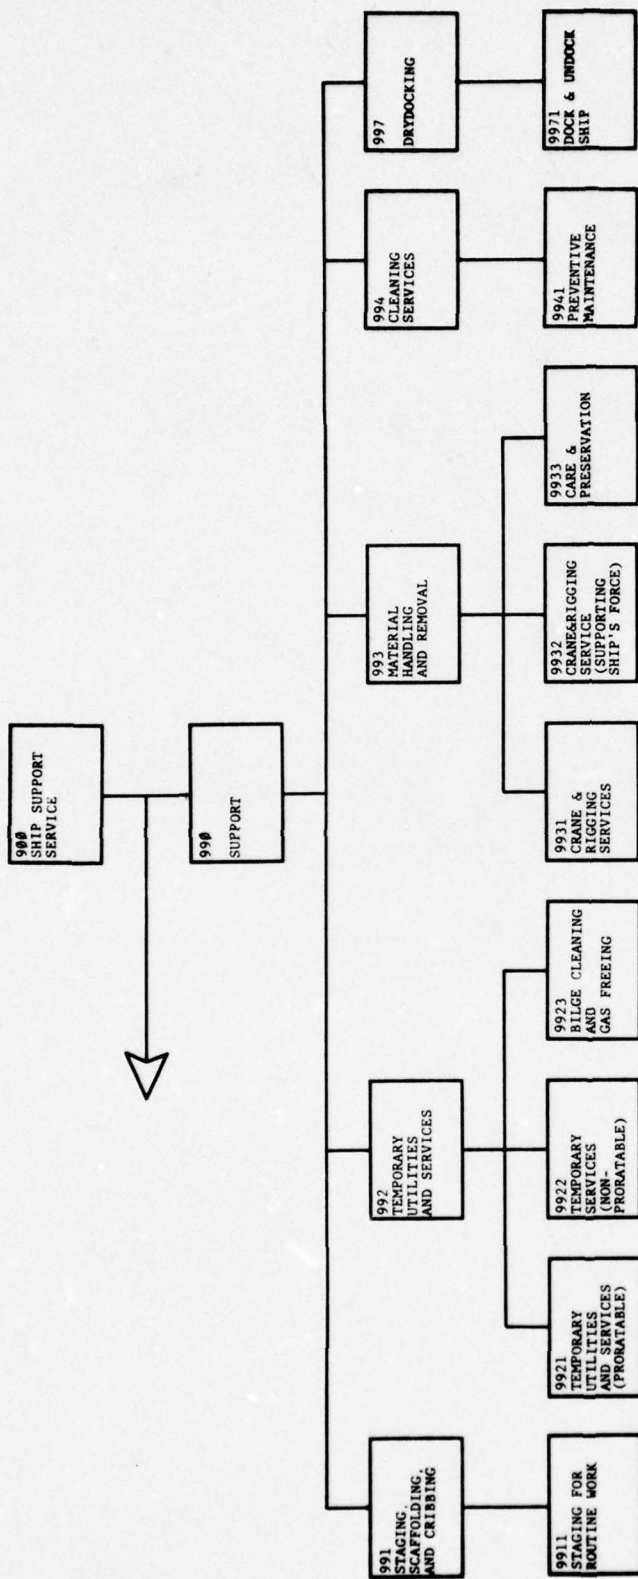 900
SHIP SUPPORT
SERVICE
990
SUPPORT
991
STAGING,
SCAFFOLDING,
AND CRIBBING
992
TEMPORARY
UTILITIES
AND SERVICES
993
MATERIAL
HANDLING
AND REMOVAL
994
CLEANING
SERVICES
997
DRYDOCKING
9911
STAGING FOR
ROUTINE WORK
9921
TEMPORARY
UTILITIES
AND SERVICES
(PRORATABLE)
9922
TEMPORARY
SERVICES
(NON-
PRORATABLE)
9923
BILGE CLEANING
AND
GAS FREEING
9931
CRANE &
RIGGING
SERVICES
9932
CRANE&RIGGING
SERVICE
(SUPPORTING
SHIP'S FORCE)
9933
CARE &
PRESERVATION
9941
PREVENTIVE
MAINTENANCE
9971
DOCK & UNDOCK
SHIP